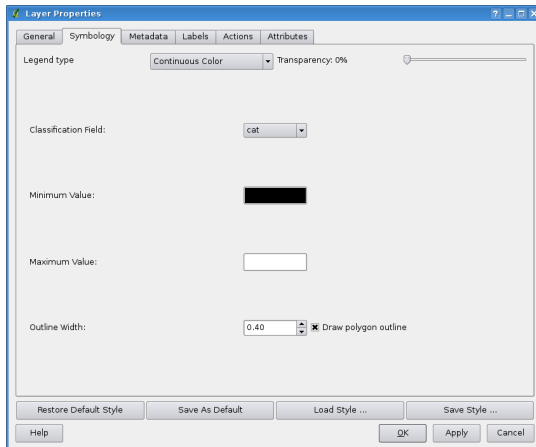 Layer Properties
General Symbology Metadata Labels Actions Attributes
Legend type Continuous Color Transparency: 0%
Classification Field: cat
Minimum Value:
Maximum Value:
Outline Width: 0.40 Draw polygon outline
Restore Default Style Save As Default Load Style ... Save Style ...
Help OK Apply Cancel